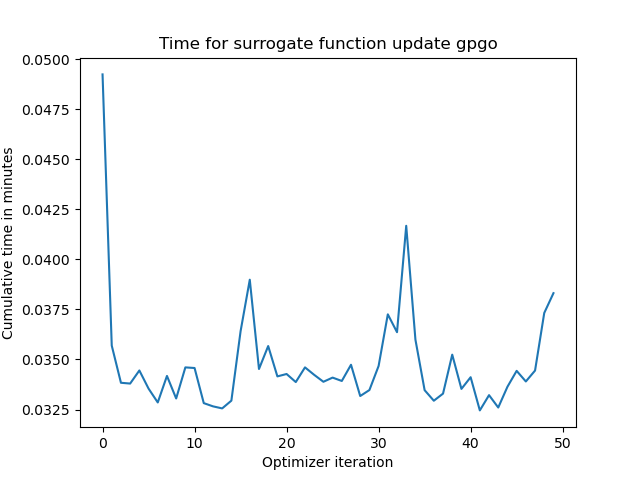 Time for surrogate function update gpgo
Cumulative time in minutes
0.0500
0.0475
0.0450
0.0425
0.0400
0.0375
0.0350
0.0325
0 10 20 30 40 50
Optimizer iteration